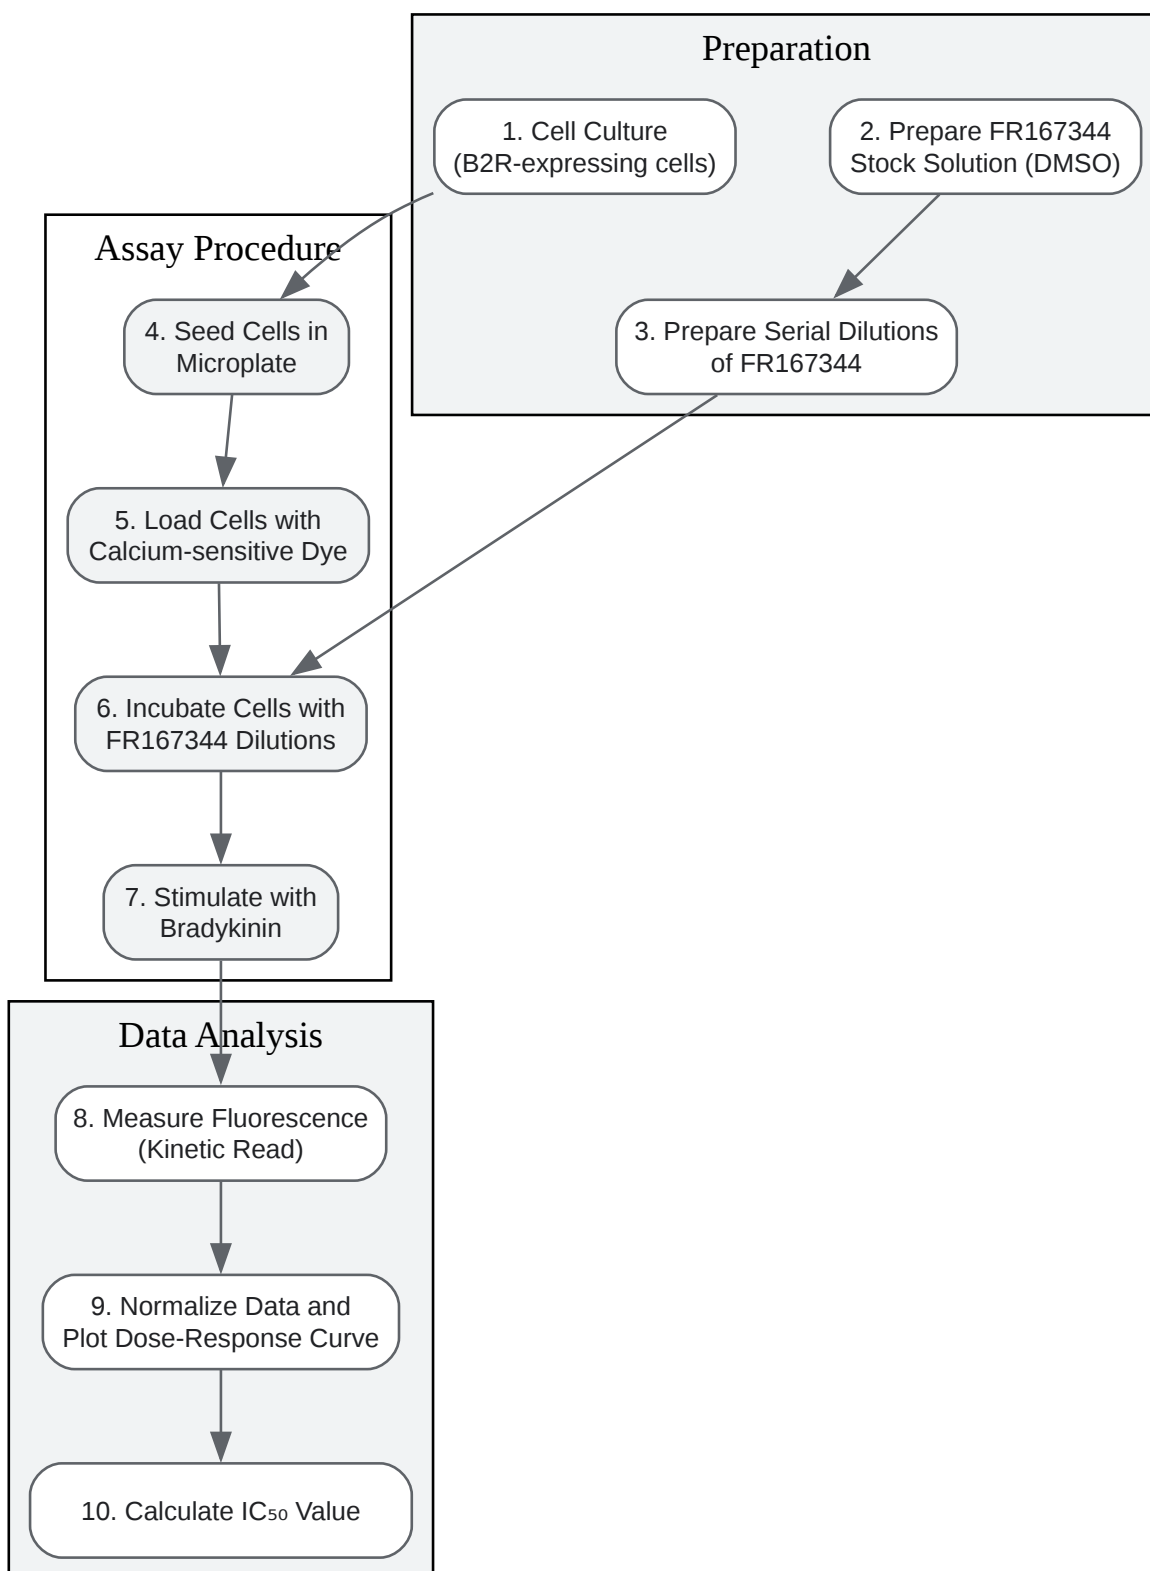 Preparation
1. Cell Culture
(B2R-expressing cells)
2. Prepare FR167344
Stock Solution (DMSO)
3. Prepare Serial Dilutions
of FR167344
Assay Procedure
4. Seed Cells in
Microplate
5. Load Cells with
Calcium-sensitive Dye
6. Incubate Cells with
FR167344 Dilutions
7. Stimulate with
Bradykinin
Data Analysis
8. Measure Fluorescence
(Kinetic Read)
9. Normalize Data and
Plot Dose-Response Curve
10. Calculate IC₅₀ Value